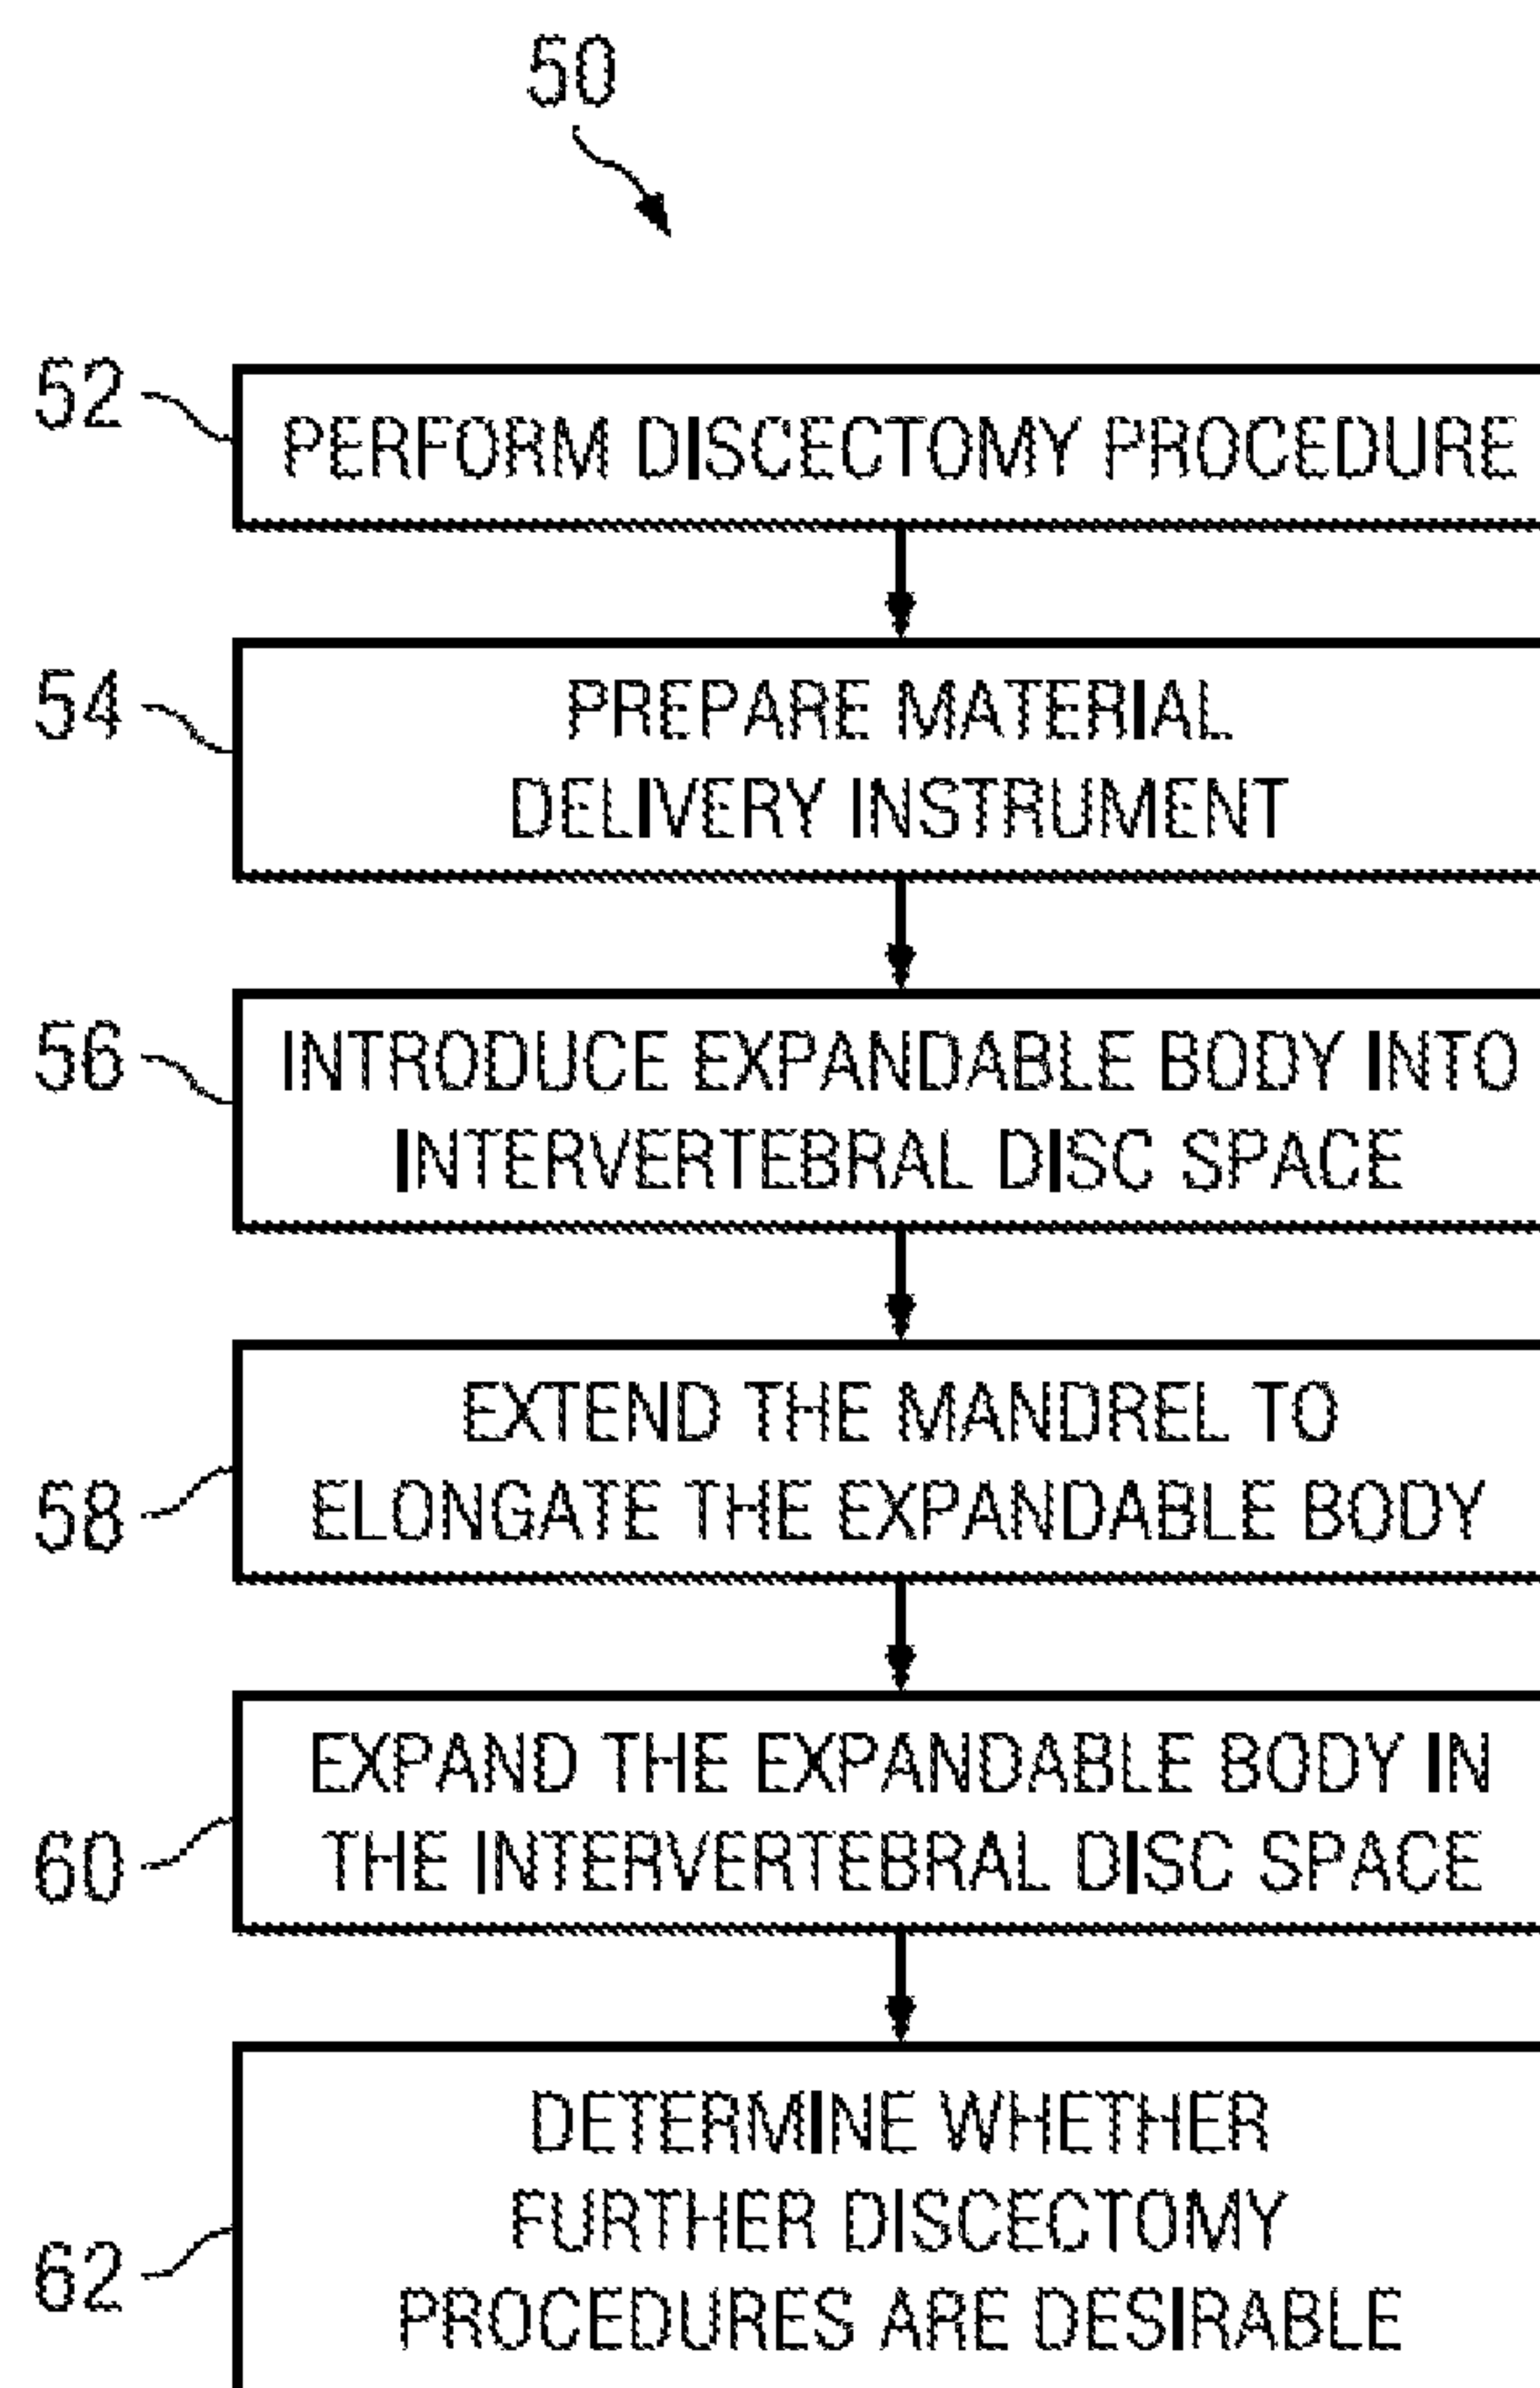 50
52
PERFORM DISCECTOMY PROCEDURE
54
PREPARE MATERIAL
DELIVERY INSTRUMENT
56
INTRODUCE EXPANDABLE BODY INTO
INTERVERTEBRAL DISC SPACE
58
EXTEND THE MANDREL TO
ELONGATE THE EXPANDABLE BODY
60
EXPAND THE EXPANDABLE BODY IN
THE INTERVERTEBRAL DISC SPACE
62
DETERMINE WHETHER
FURTHER DISCECTOMY
PROCEDURES ARE DESIRABLE